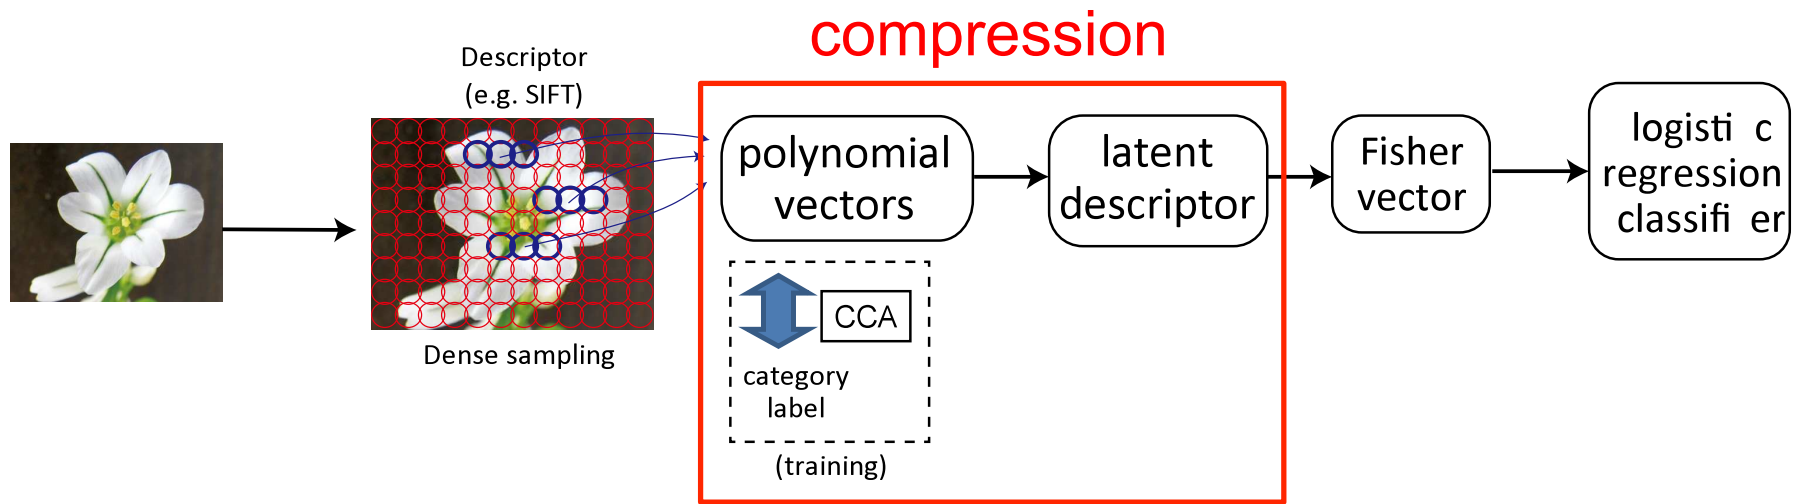 compression
Descriptor
(e.g. SIFT)
Dense sampling
polynomial
vectors
CCA
category
label
(training)
latent
descriptor
Fisher
vector
logisti c
regression
classifi er